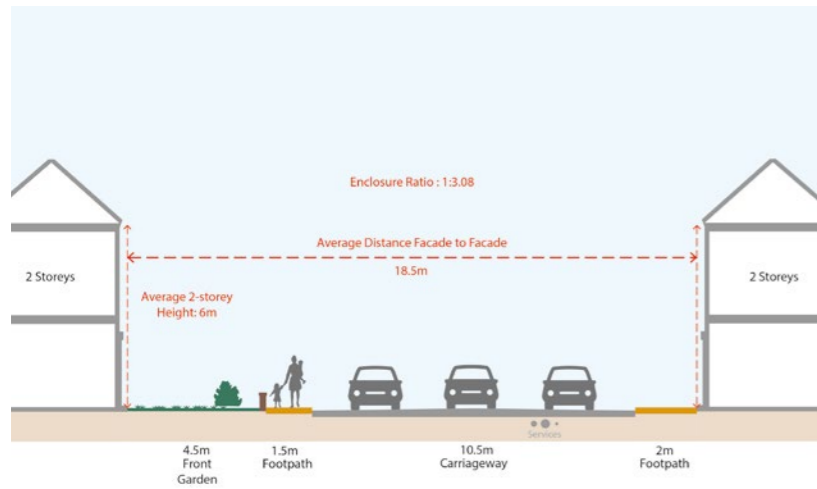 Enclosure Ratio : 1:3.08
Average Distance Facade to Facade
18.5m
2 Storeys
2 Storeys
Average 2-storey
Height: 6m
Services
4.5m
Front
Garden
1.5m
Footpath
10.5m
Carriageway
2m
Footpath